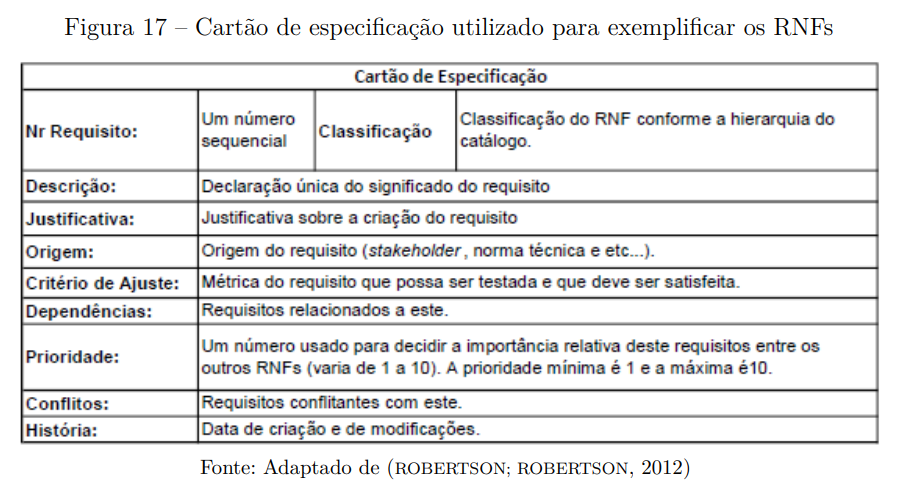 Figura 17 – Cartão de especificação utilizado para exemplificar os RNFs
Cartão de Especificação
Nr Requisito:
Um número
sequencial
Classificação
Classificação do RNF conforme a hierarquia do
catálogo.
Descrição:
Declaração única do significado do requisito
Justificativa:
Justificativa sobre a criação do requisito
Origem:
Origem do requisito (stakeholder, norma técnica e etc...).
Critério de Ajuste:
Métrica do requisito que possa ser testada e que deve ser satisfeita.
Dependências:
Requisitos relacionados a este.
Prioridade:
Um número usado para decidir a importância relativa deste requisitos entre os
outros RNFs (varia de 1 a 10). A prioridade mínima é 1 e a máxima é10.
Conflitos:
Requisitos conflitantes com este.
História:
Data de criação e de modificações.
Fonte: Adaptado de (ROBERTSON; ROBERTSON, 2012)